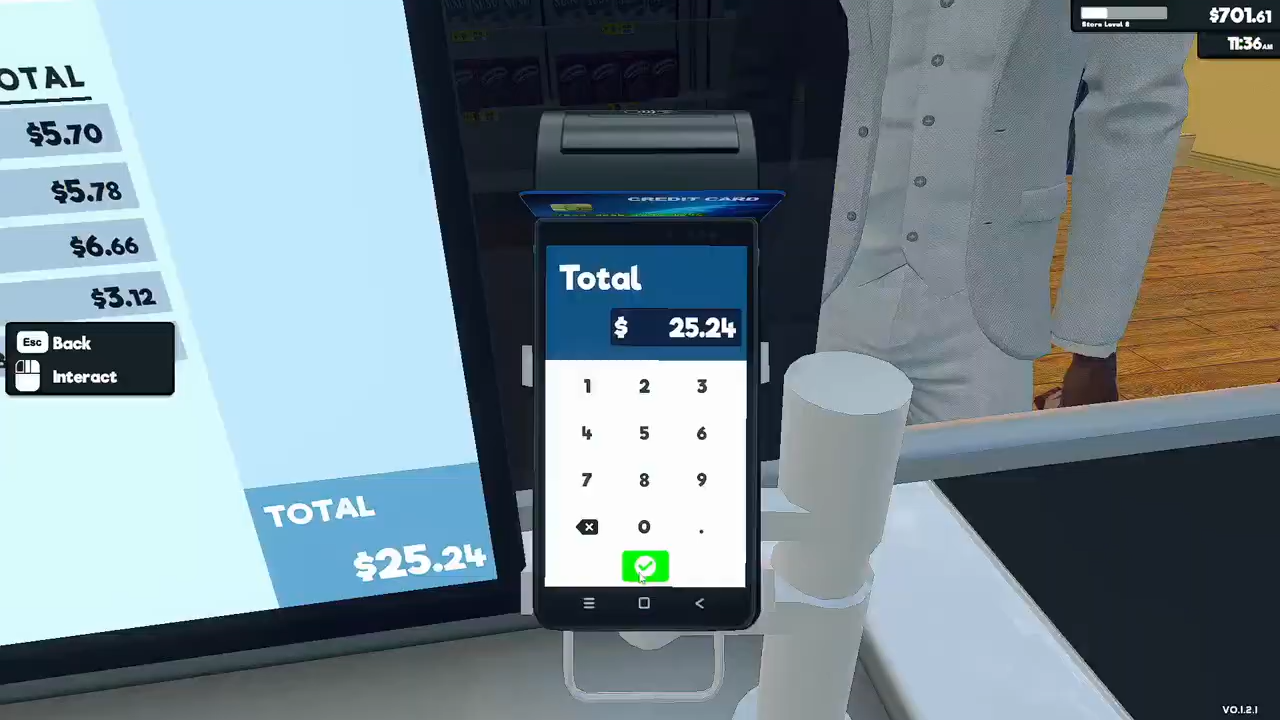 $701.61
Store Level 8
11:36AM
OTAL
$5.70
$5.78
$6.66
$3.12
Esc Back
Interact
TOTAL
$25.24
CREDIT CARD
Total
$ 25.24
1 2 3
4 5 6
7 8 9
0 .
V0.1.2.1